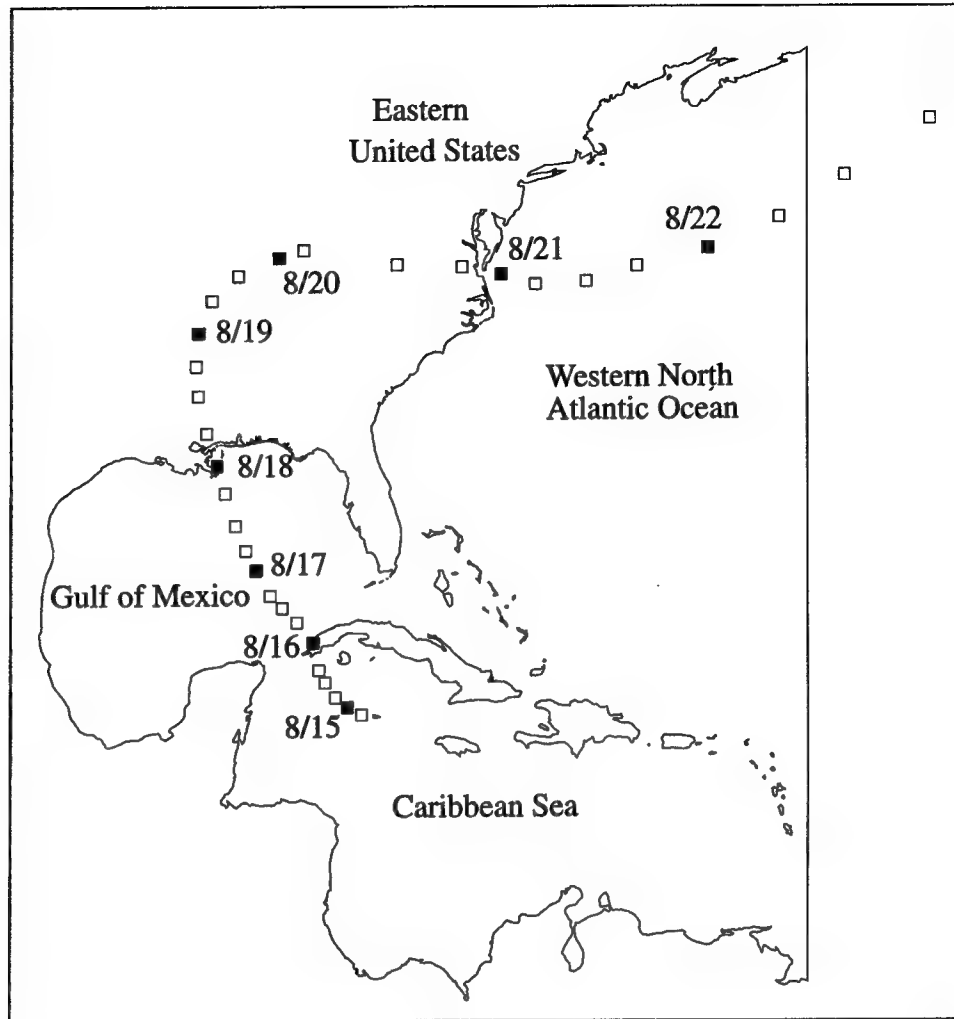 Eastern
United States
8/22
8/21
8/20
8/19
Western North
Atlantic Ocean
8/18
8/17
Gulf of Mexico
8/16
8/15
Caribbean Sea